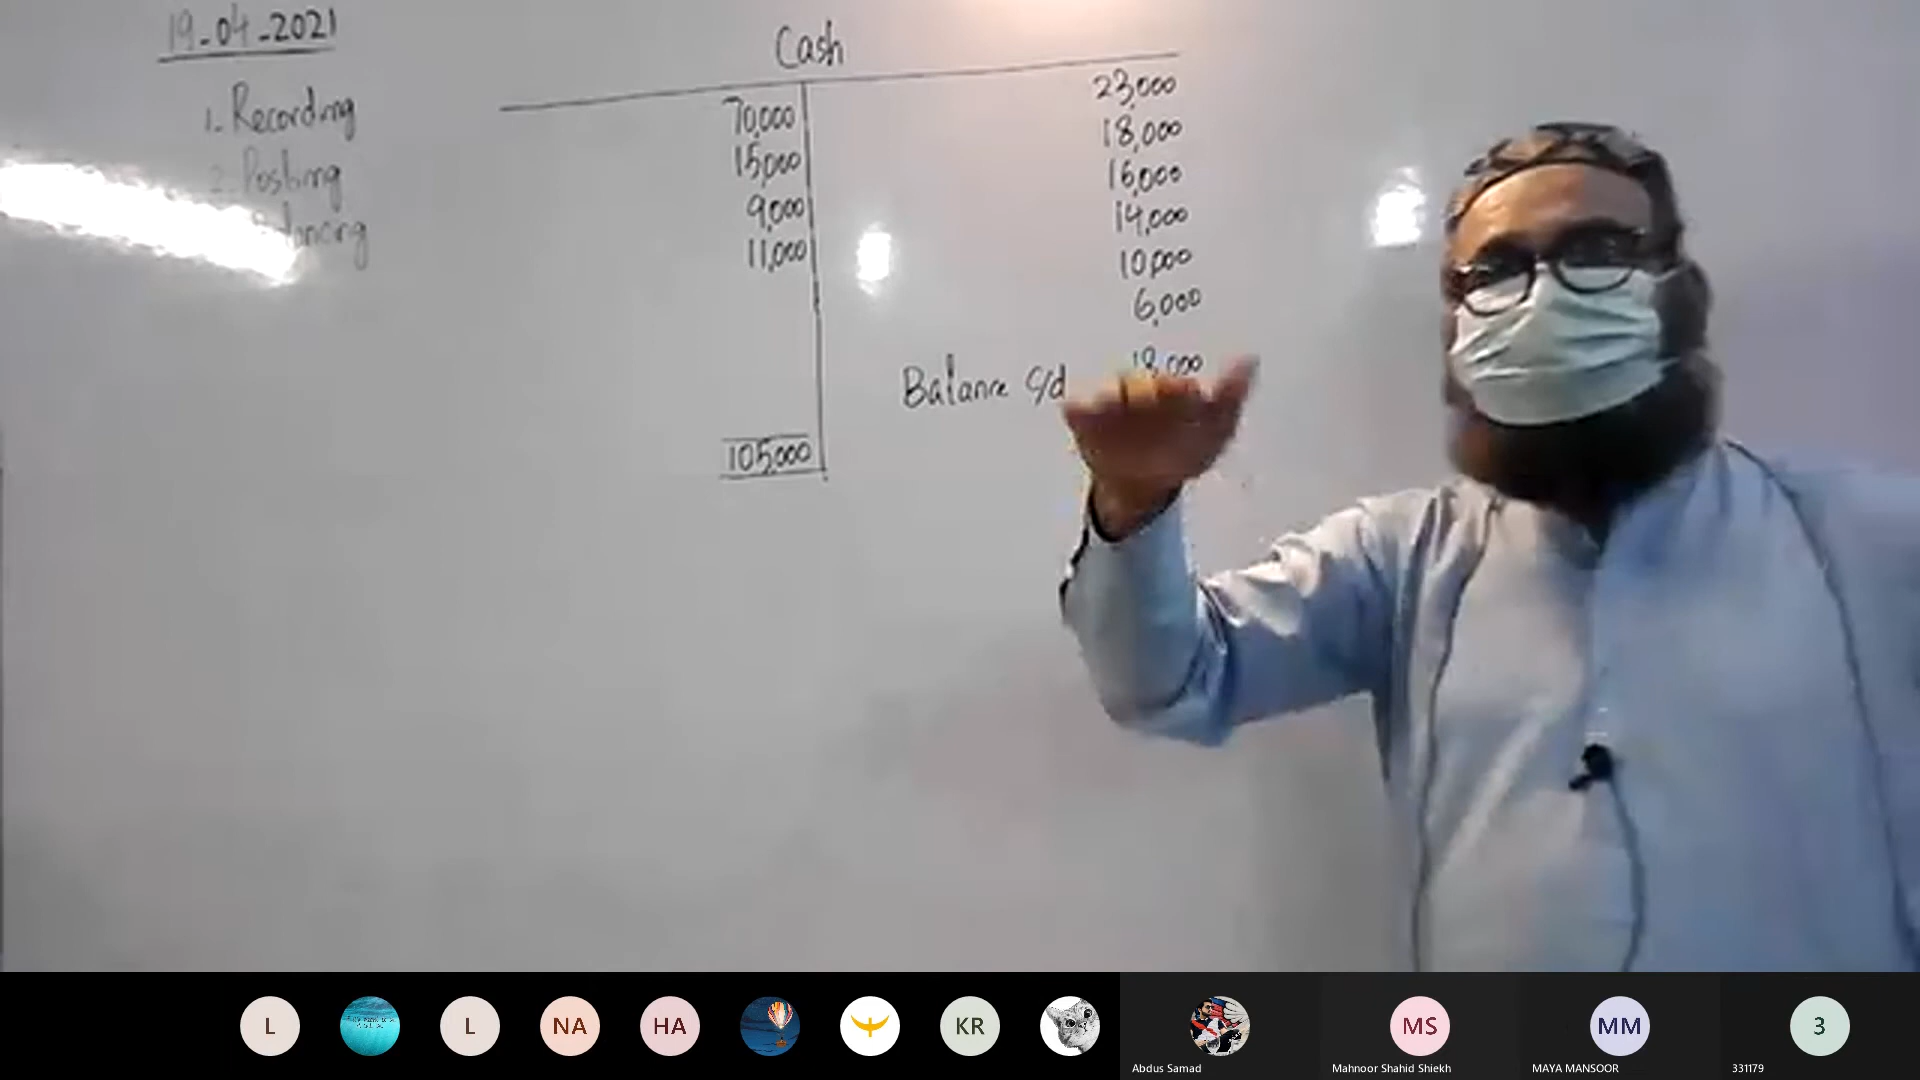 19-04-2021
1. Recording
2. Posting
Cash
70,000
15,000
9,000
11,000
105,000
23,000
18,000
16,000
14,000
10,000
6,000
Balance c/d 18,000
L
L
NA
HA
KR
MS
MM
3
Abdus Samad
Mahnoor Shahid Shiekh
MAYA MANSOOR
331179